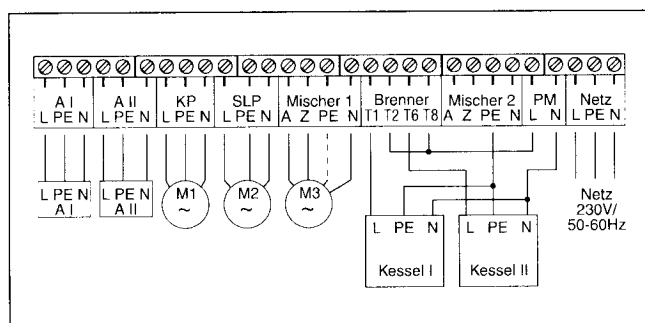 A I A II KP SLP Mischer 1 Brenner Mischer 2 PM Netz
L PE N L PE N L PE N L PE N A Z PE N T1 T2 T6 T8 A Z PE N L N L PE N
L PE N L PE N M1 M2 M3 Netz
A I A II ~ ~ ~ 230V/
50-60Hz
L PE N L PE N
Kessel I Kessel II